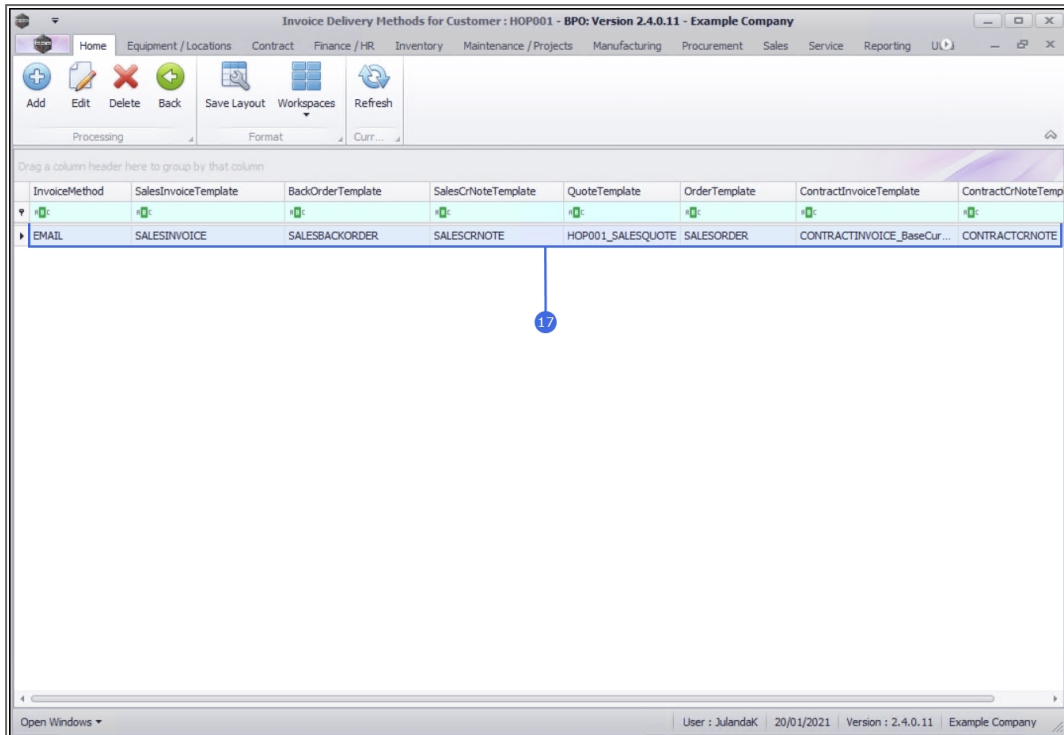 Invoice Delivery Methods for Customer : HOP001 - BPO: Version 2.4.0.11 - Example Company
Home Equipment / Locations Contract Finance / HR Inventory Maintenance / Projects Manufacturing Procurement Sales Service Reporting
Add Edit Delete Back Save Layout Workspaces Refresh
Processing Format Curr...
Drag a column header here to group by that column
InvoiceMethod SalesInvoiceTemplate BackOrderTemplate SalesCrNoteTemplate QuoteTemplate OrderTemplate ContractInvoiceTemplate ContractCrNoteTemp
EMAIL SALESINVOICE SALESBACKORDER SALESCRNOTE HOP001_SALESQUOTE SALESORDER CONTRACTINVOICE_BaseCur... CONTRACTCRNOTE
17
Open Windows User : JulandaK 20/01/2021 Version : 2.4.0.11 Example Company